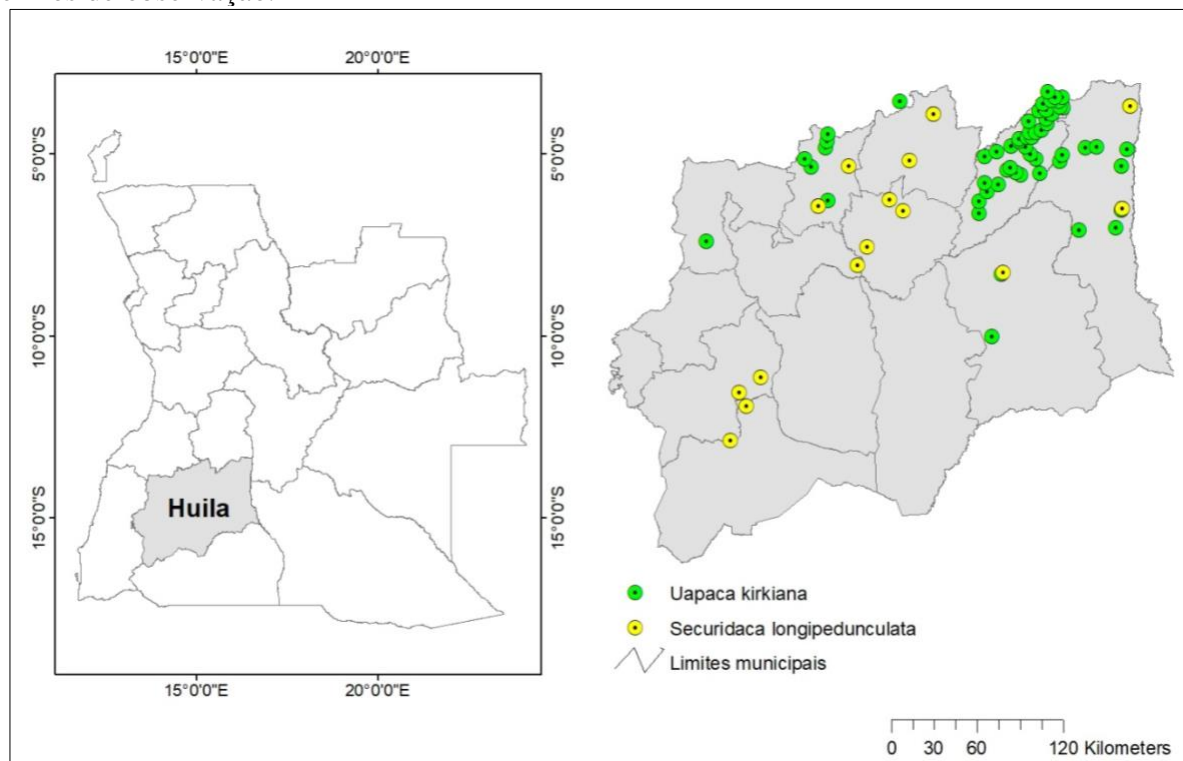 15°0'0"E 20°0'0"E
5°0'0"S 5°0'0"S
10°0'0"S 10°0'0"S
15°0'0"S 15°0'0"S
Huila
15°0'0"E 20°0'0"E
Uapaca kirkiana
Securidaca longipedunculata
Limites municipais
0 30 60 120 Kilometers